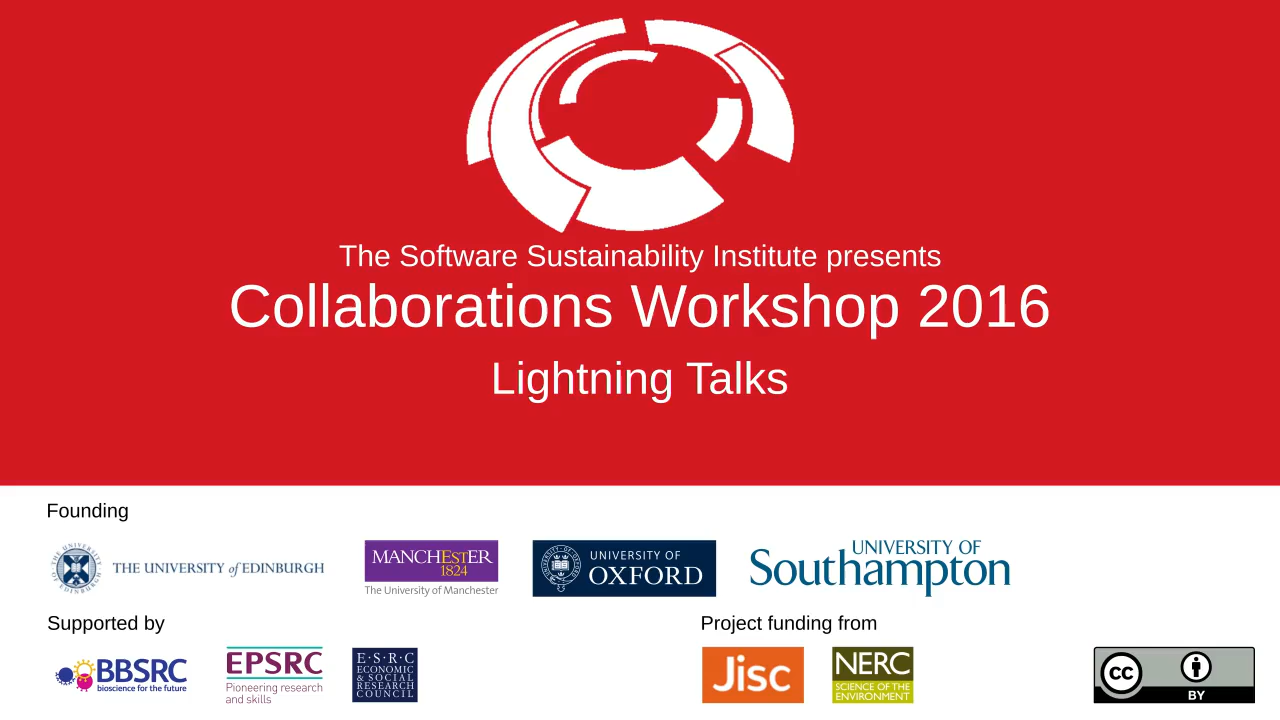 The Software Sustainability Institute presents
Collaborations Workshop 2016
Lightning Talks
Founding
THE UNIVERSITY of EDINBURGH
MANCHESTER
1824
The University of Manchester
UNIVERSITY OF
OXFORD
UNIVERSITY OF
Southampton
Supported by
Project funding from
BBSRC
bioscience for the future
EPSRC
Pioneering research
and skills
E·S·R·C
ECONOMIC
& SOCIAL
RESEARCH
COUNCIL
Jisc
NERC
SCIENCE OF THE
ENVIRONMENT
cc
BY